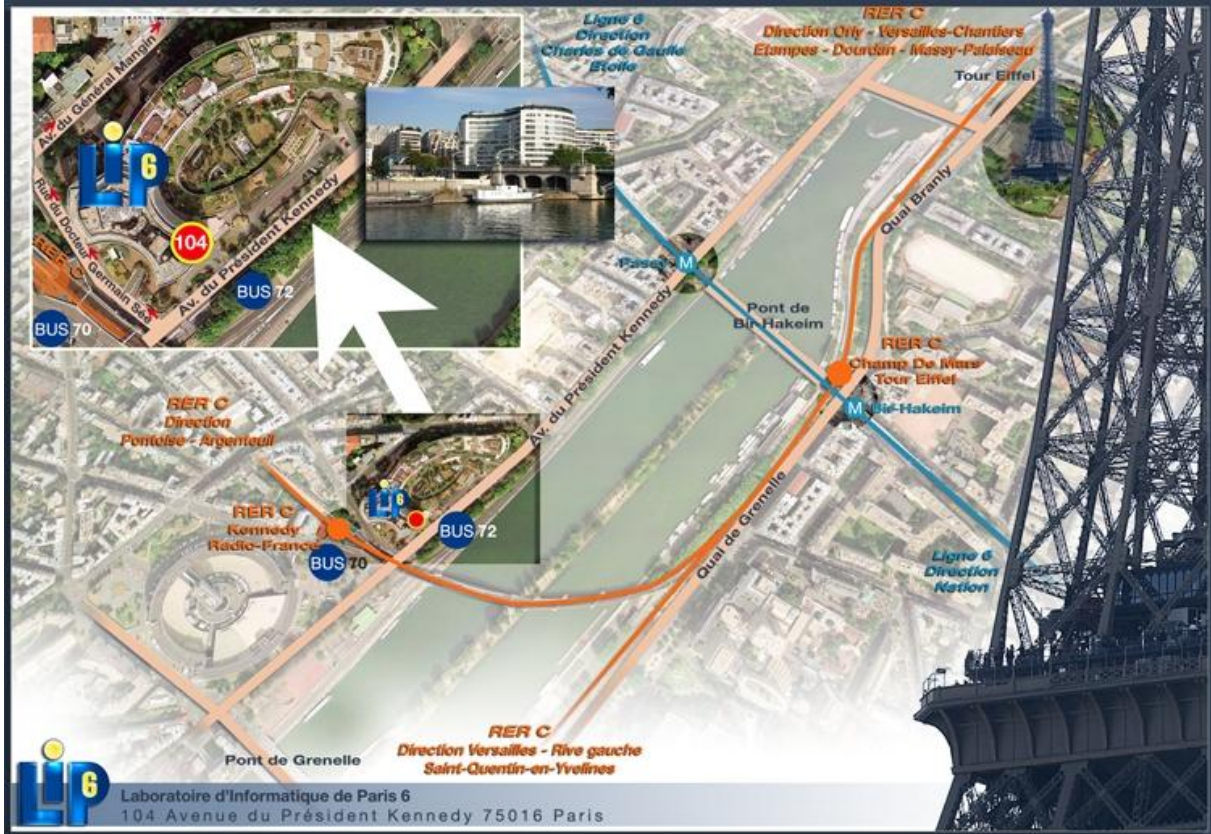 Av. du Général Mangin
LIP6
Rue du Docteur Germain Sée
RER C
104
Av. du Président Kennedy
BUS 72
BUS 70
Ligne 6
Direction
Charles de Gaulle
Etoile
RER C
Direction Orly - Versailles-Chantiers
Etampes - Dourdan - Massy-Palaiseau
Tour Eiffel
Quai Branly
Passy
M
Pont de
Bir-Hakeim
Av. du Président Kennedy
RER C
Champ De Mars
Tour Eiffel
M
Bir-Hakeim
RER C
Direction
Pontoise - Argenteuil
LIP6
RER C
Kennedy
Radio-France
BUS 72
BUS 70
Quai de Grenelle
Ligne 6
Direction
Nation
RER C
Direction Versailles - Rive gauche
Saint-Quentin-en-Yvelines
Pont de Grenelle
LIP6
Laboratoire d'Informatique de Paris 6
104 Avenue du Président Kennedy 75016 Paris